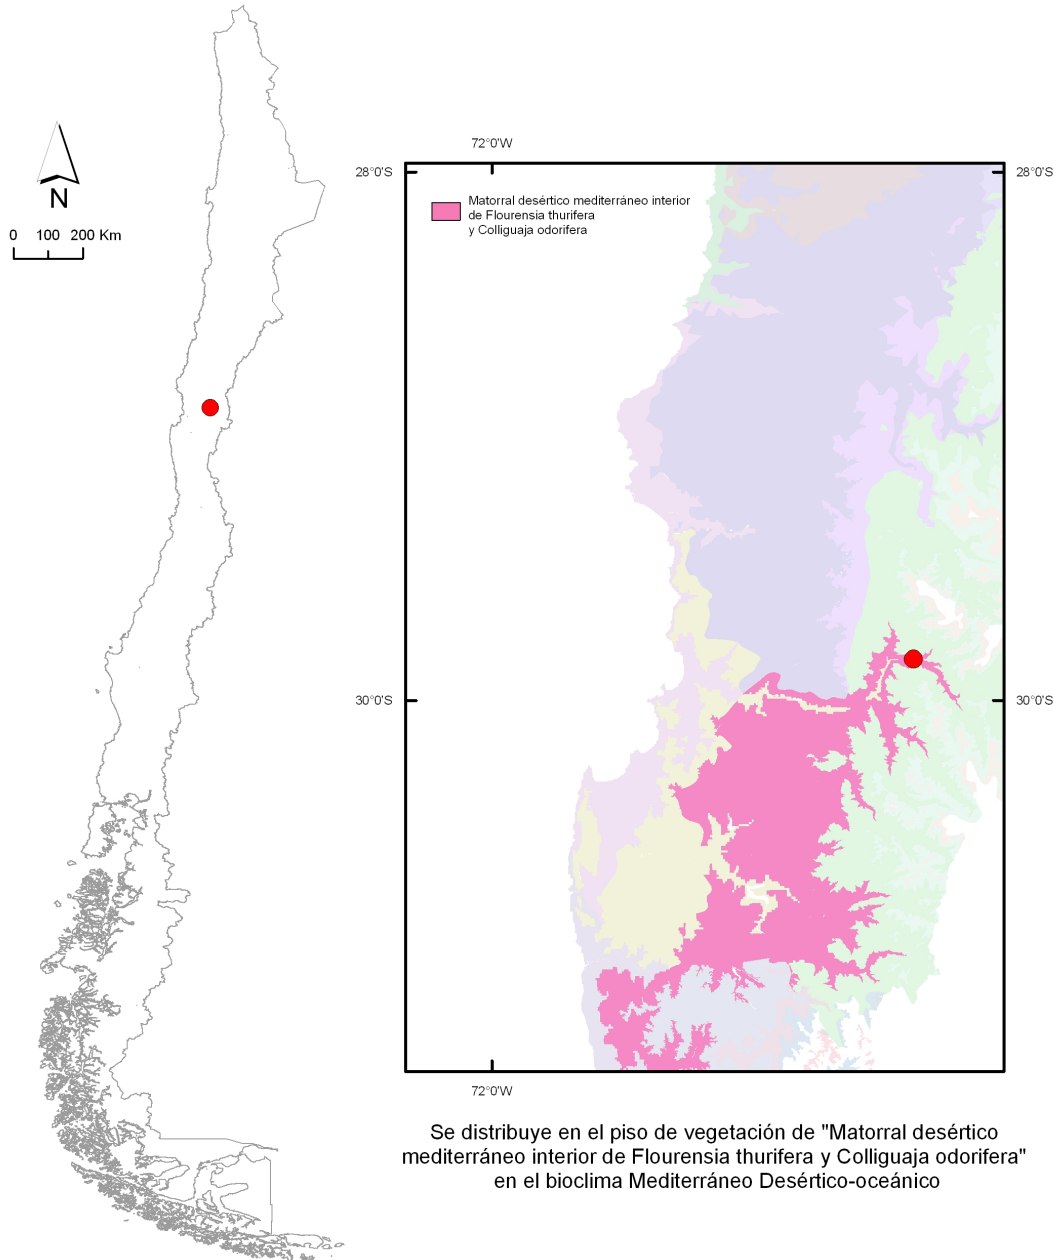 72°0'W
28°0'S
28°0'S
Matorral desértico mediterráneo interior
de Flourensia thurifera
y Colliguaja odorifera
N
0 100 200 Km
30°0'S
30°0'S
72°0'W
Se distribuye en el piso de vegetación de "Matorral desértico
mediterráneo interior de Flourensia thurifera y Colliguaja odorifera"
en el bioclima Mediterráneo Desértico-oceánico